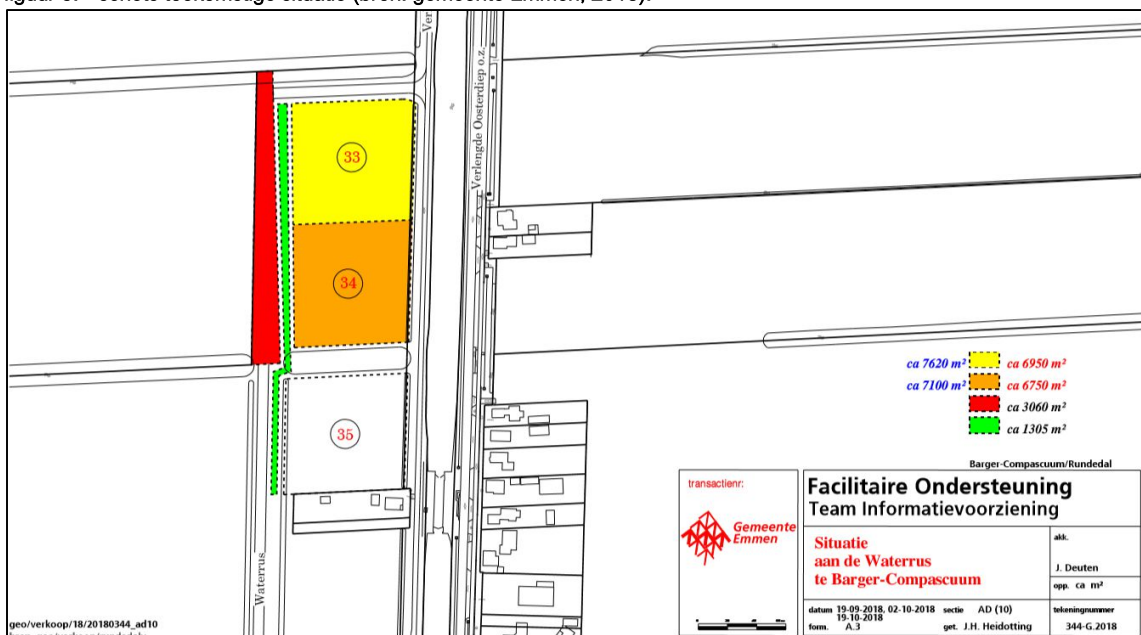 Verlengde Oosterdiep o.z.
33
34
35
Waterrus
ca 7620 m² ca 6950 m²
ca 7100 m² ca 6750 m²
ca 3060 m²
ca 1305 m²
Barger-Compascuum/Rundedal
transactienr:
Gemeente
Emmen
Facilitaire Ondersteuning
Team Informatievoorziening
Situatie
aan de Waterrus
te Barger-Compascuum
akk.
J. Deuten
opp. ca m²
datum 19-09-2018, 02-10-2018 sectie AD (10)
19-10-2018
form. A.3 get. J.H. Heidotting
tekeningnummer
344-G.2018
geo/verkoop/18/20180344_ad10